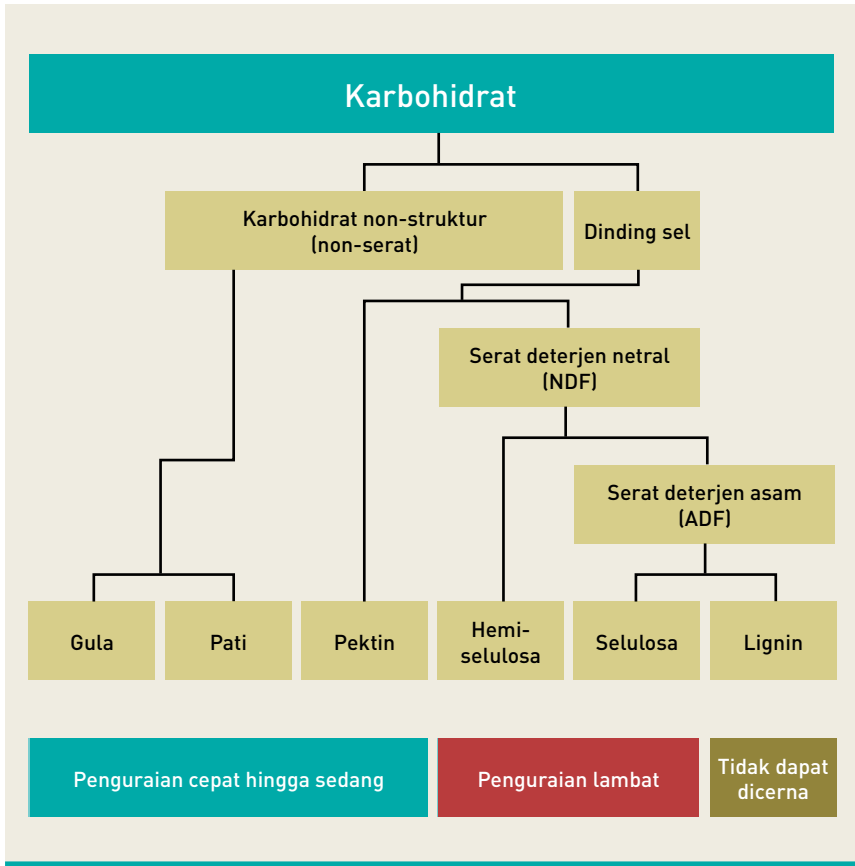 Karbohidrat
Karbohidrat non-struktur
(non-serat)
Dinding sel
Serat deterjen netral
(NDF)
Serat deterjen asam
(ADF)
Gula
Pati
Pektin
Hemi-
selulosa
Selulosa
Lignin
Penguraian cepat hingga sedang
Penguraian lambat
Tidak dapat
dicerna